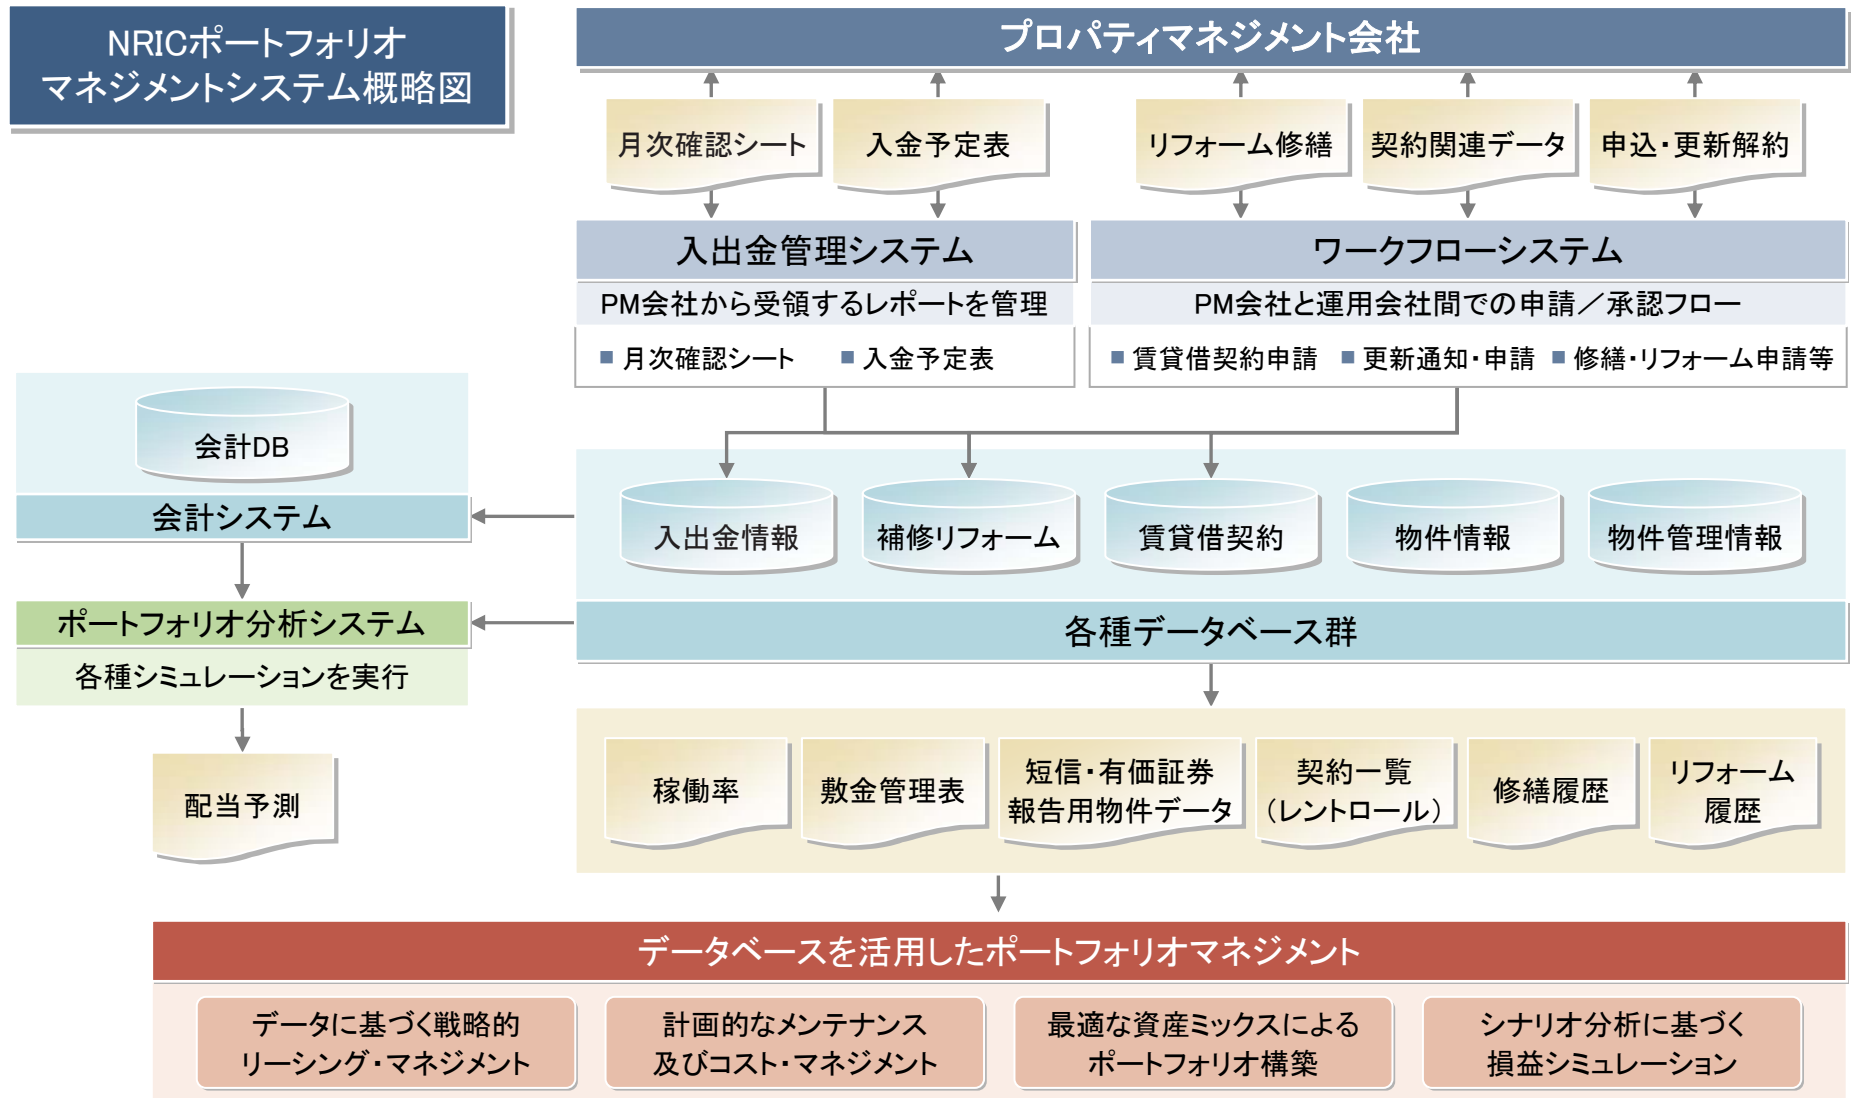 NRICポートフォリオ
マネジメントシステム概略図
プロパティマネジメント会社
月次確認シート
入金予定表
リフォーム修繕
契約関連データ
申込・更新解約
入出金管理システム
PM会社から受領するレポートを管理
■ 月次確認シート ■ 入金予定表
ワークフローシステム
PM会社と運用会社間での申請／承認フロー
■ 賃貸借契約申請 ■ 更新通知・申請 ■ 修繕・リフォーム申請等
会計DB
会計システム
入出金情報
補修リフォーム
賃貸借契約
物件情報
物件管理情報
各種データベース群
ポートフォリオ分析システム
各種シミュレーションを実行
配当予測
稼働率
敷金管理表
短信・有価証券
報告用物件データ
契約一覧
（レントロール）
修繕履歴
リフォーム
履歴
データベースを活用したポートフォリオマネジメント
データに基づく戦略的
リーシング・マネジメント
計画的なメンテナンス
及びコスト・マネジメント
最適な資産ミックスによる
ポートフォリオ構築
シナリオ分析に基づく
損益シミュレーション